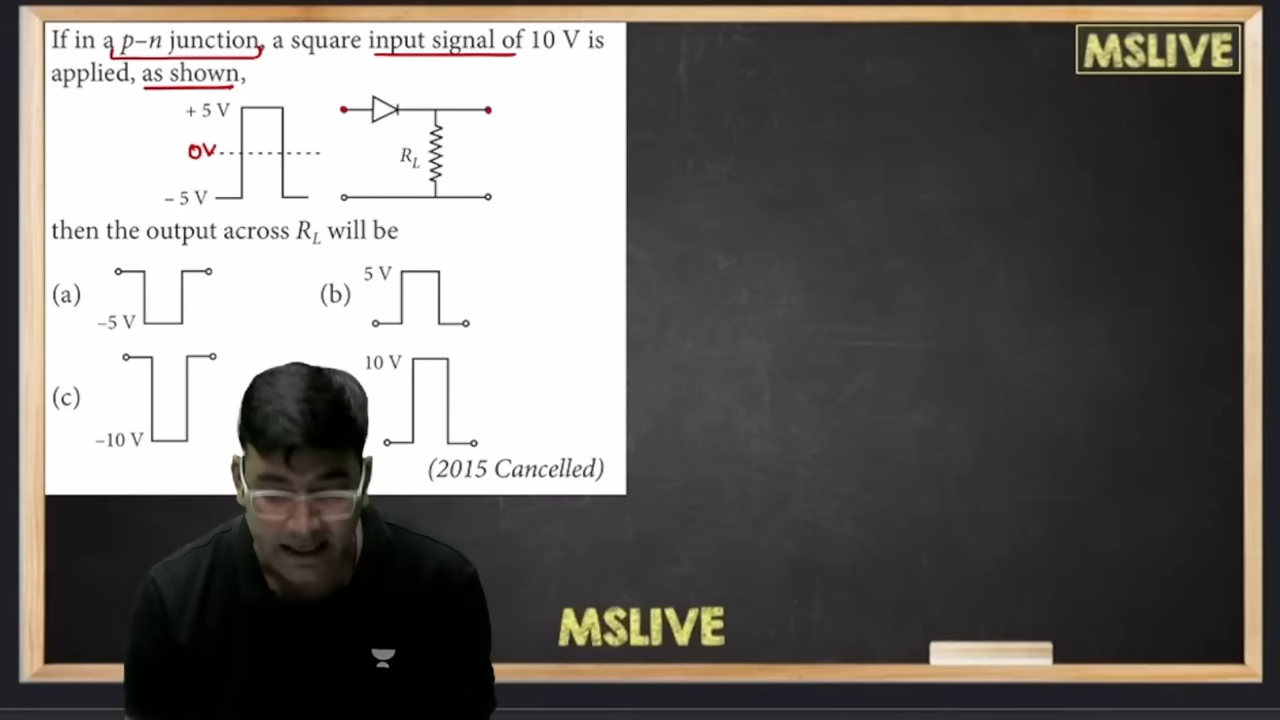 If in a p–n junction, a square input signal of 10 V is
applied, as shown,
+ 5 V
0V
R_L
– 5 V
then the output across R_L will be
(a)
–5 V
(b)
5 V
(c)
–10 V
10 V
(2015 Cancelled)
MSLIVE
MSLIVE